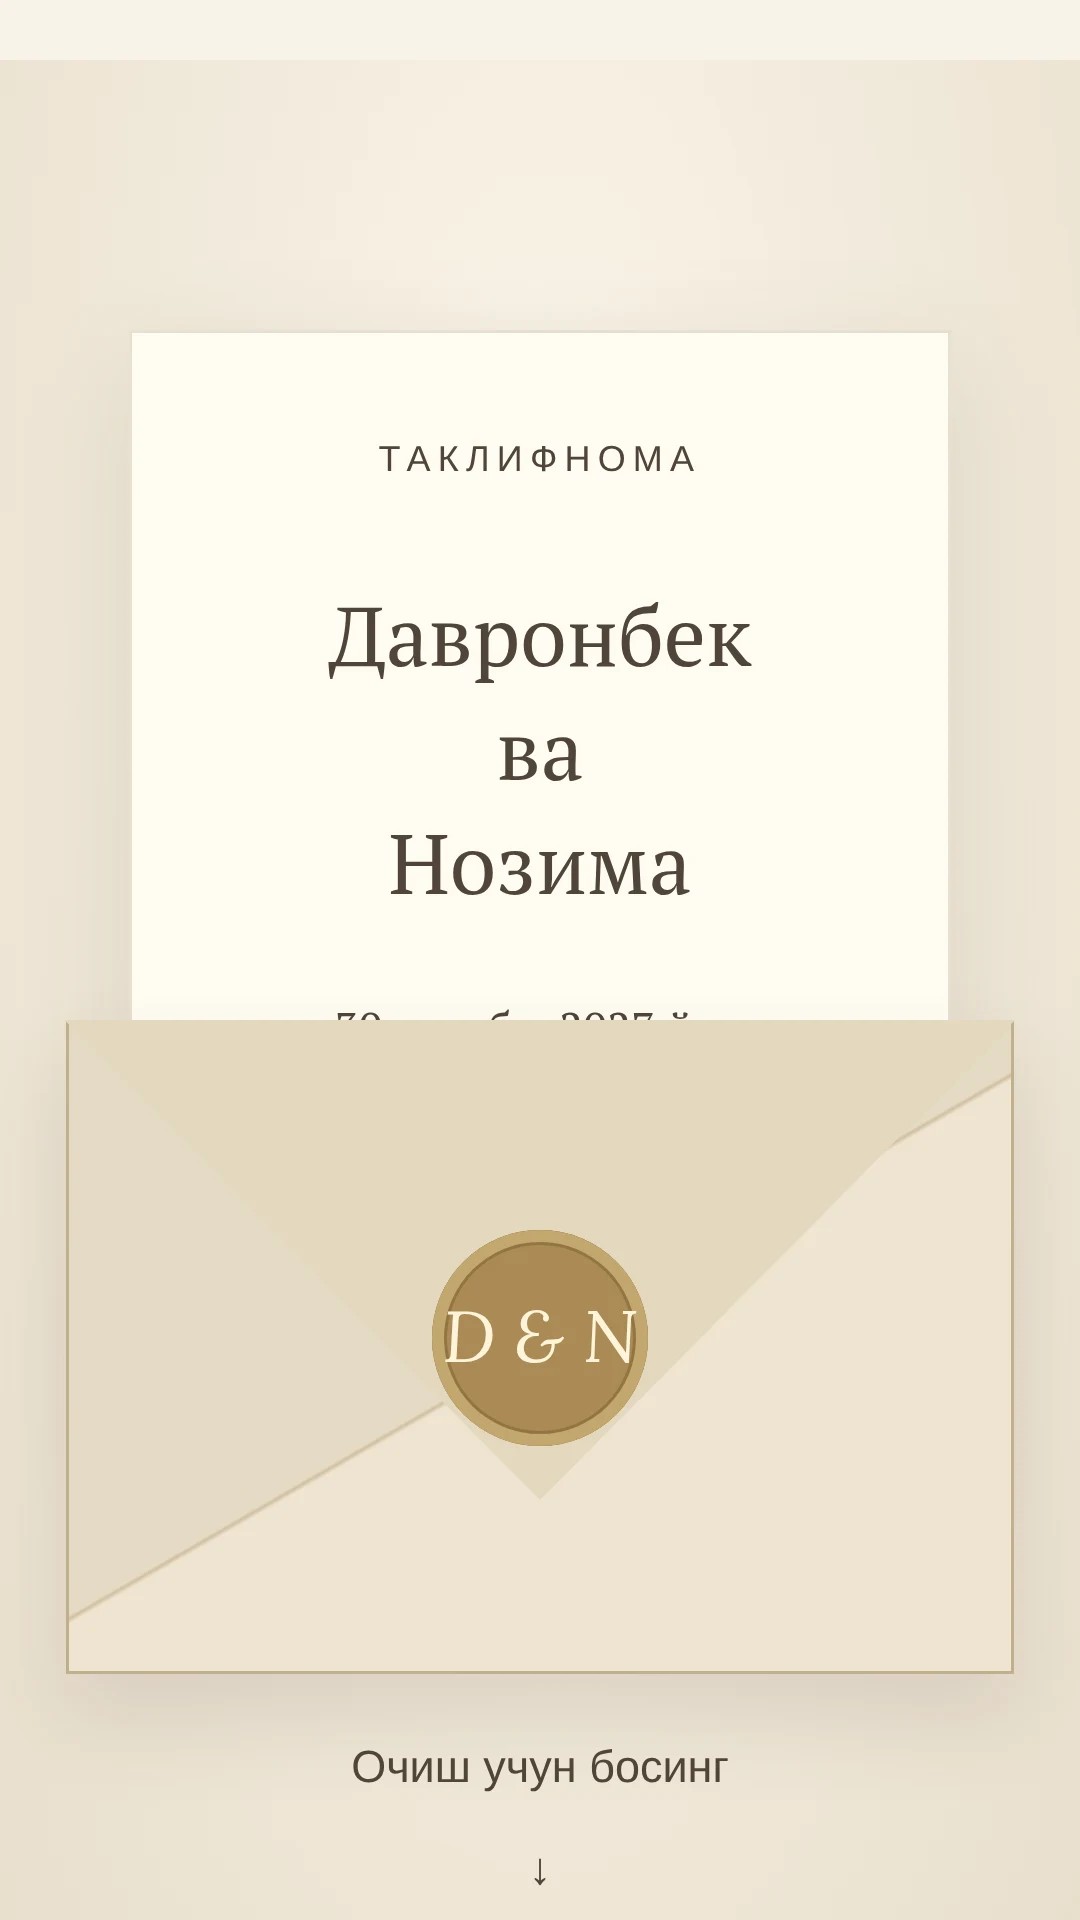 ТАКЛИФНОМА
Давронбек
ва
Нозима
D & N
Очиш учун босинг
↓